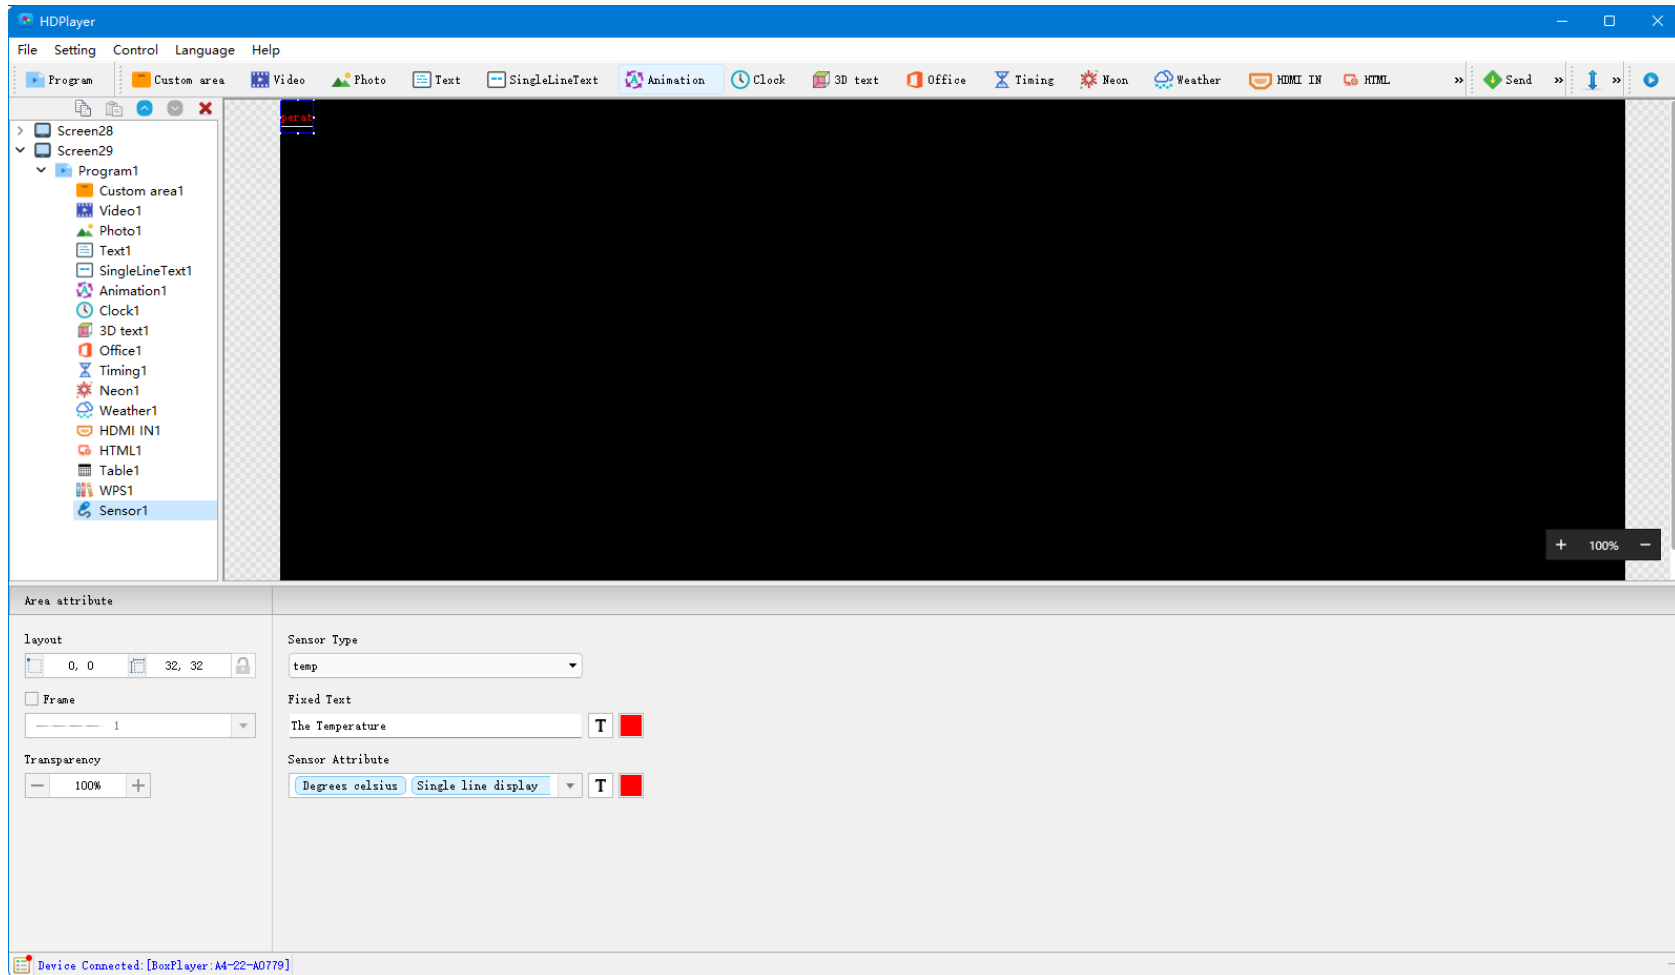 HDPlayer
File Setting Control Language Help
Program Custom area Video Photo Text SingleLineText Animation Clock 3D text Office Timing Neon Weather HDMI IN HTML » Send » »
Screen28
Screen29
Program1
Custom area1
Video1
Photo1
Text1
SingleLineText1
Animation1
Clock1
3D text1
Office1
Timing1
Neon1
Weather1
HDMI IN1
HTML1
Table1
WPS1
Sensor1
perat
+ 100% −
Area attribute
layout
0, 0 32, 32
Frame
1
Transparency
− 100% +
Sensor Type
temp
Fixed Text
The Temperature T
Sensor Attribute
Degrees celsius Single line display T
Device Connected:[BoxPlayer:A4-22-A0779]